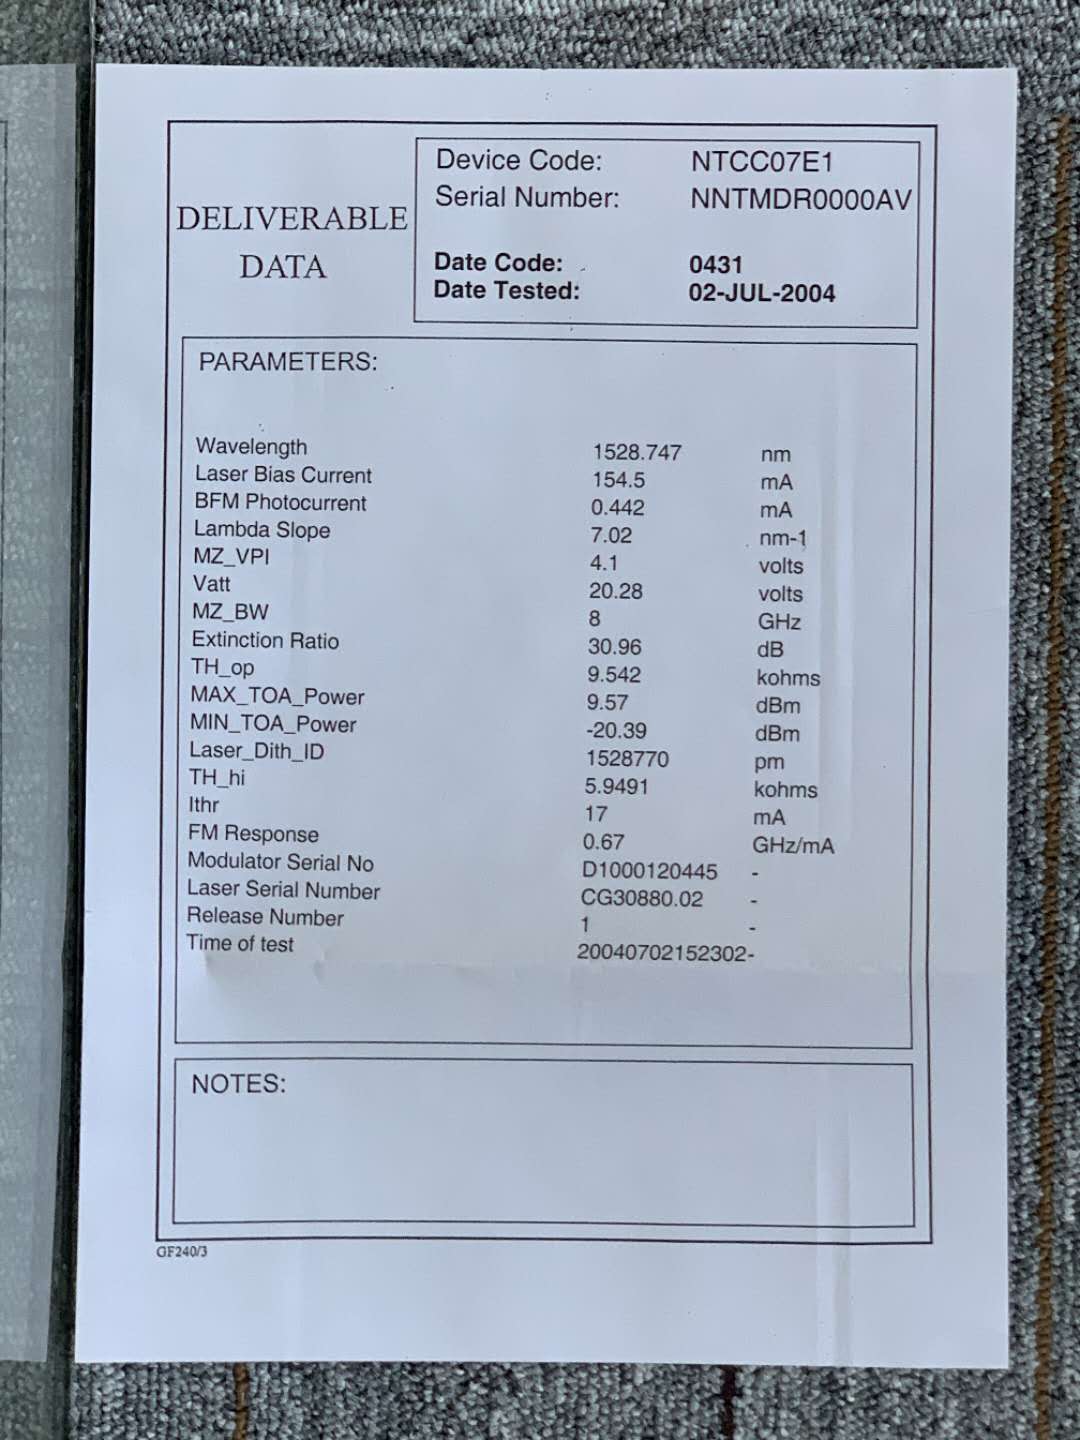 DELIVERABLE
DATA
Device Code: NTCC07E1
Serial Number: NNTMDR0000AV
Date Code: 0431
Date Tested: 02-JUL-2004
PARAMETERS:
Wavelength 1528.747 nm
Laser Bias Current 154.5 mA
BFM Photocurrent 0.442 mA
Lambda Slope 7.02 nm-1
MZ_VPI 4.1 volts
Vatt 20.28 volts
MZ_BW 8 GHz
Extinction Ratio 30.96 dB
TH_op 9.542 kohms
MAX_TOA_Power 9.57 dBm
MIN_TOA_Power -20.39 dBm
Laser_Dith_ID 1528770 pm
TH_hi 5.9491 kohms
Ithr 17 mA
FM Response 0.67 GHz/mA
Modulator Serial No D1000120445 -
Laser Serial Number CG30880.02 -
Release Number 1 -
Time of test 20040702152302-
NOTES:
GF240/3